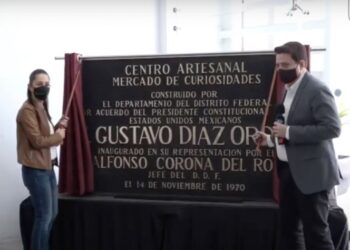 CENTRO ARTESANAL
MERCADO DE CURIOSIDADES
CONSTRUIDO POR
EL DEPARTAMENTO DEL DISTRITO FEDERAL
POR ACUERDO DEL PRESIDENTE CONSTITUCIONAL
ESTADOS UNIDOS MEXICANOS
GUSTAVO DIAZ ORD
INAUGURADO EN SU REPRESENTACION POR EL
ALFONSO CORONA DEL RO
JEFE DEL D.D.F.
EL 14 DE NOVIEMBRE DE 1970